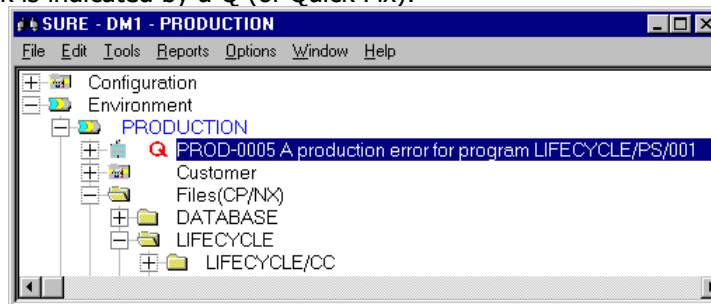 k is indicated by a Q (or Quick-Fix).
SURE - DM1 - PRODUCTION
File Edit Tools Reports Options Window Help
Configuration
Environment
PRODUCTION
Q PROD-0005 A production error for program LIFECYCLE/PS/001
Customer
Files(CP/NX)
DATABASE
LIFECYCLE
LIFECYCLE/CC